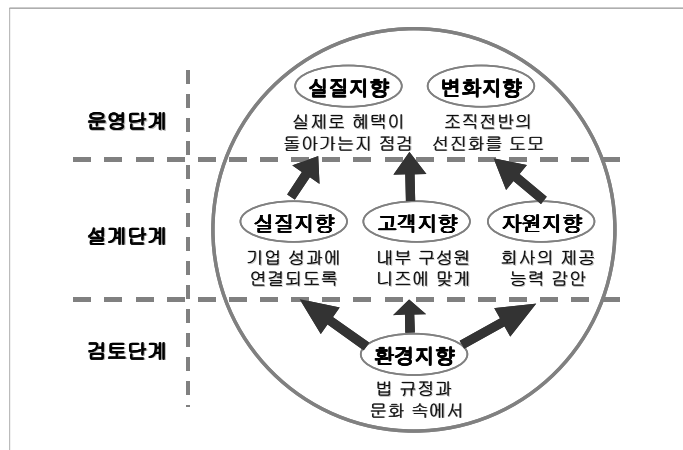 실질지향
변화지향
운영단계
실제로 혜택이
돌아가는지 점검
조직전반의
선진화를 도모
설계단계
실질지향
고객지향
자원지향
기업 성과에
연결되도록
내부 구성원
니즈에 맞게
회사의 제공
능력 감안
검토단계
환경지향
법 규정과
문화 속에서